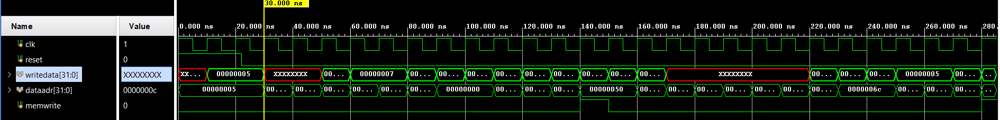 30.000 ns
Name Value
0.000 ns 20.000 ns 40.000 ns 60.000 ns 80.000 ns 100.000 ns 120.000 ns 140.000 ns 160.000 ns 180.000 ns 200.000 ns 220.000 ns 240.000 ns 260.000 ns 280.
clk 1
reset 0
writedata[31:0] XXXXXXXX XX... 00000005 XXXXXXXX 00... 00000007 00... 00... 00... 00... 00... 00... 00... 00... 00... XXXXXXXX 00... 00... 00... 00000005 00... ..
dataadr[31:0] 0000000c 00000005 00... 00... 00... 00... 00... 00... 00000000 00... 00... 00... 00000050 00... 00... 00... 00... 00... 00... 00... 0000006c 00... 00... 00... ..
memwrite 0